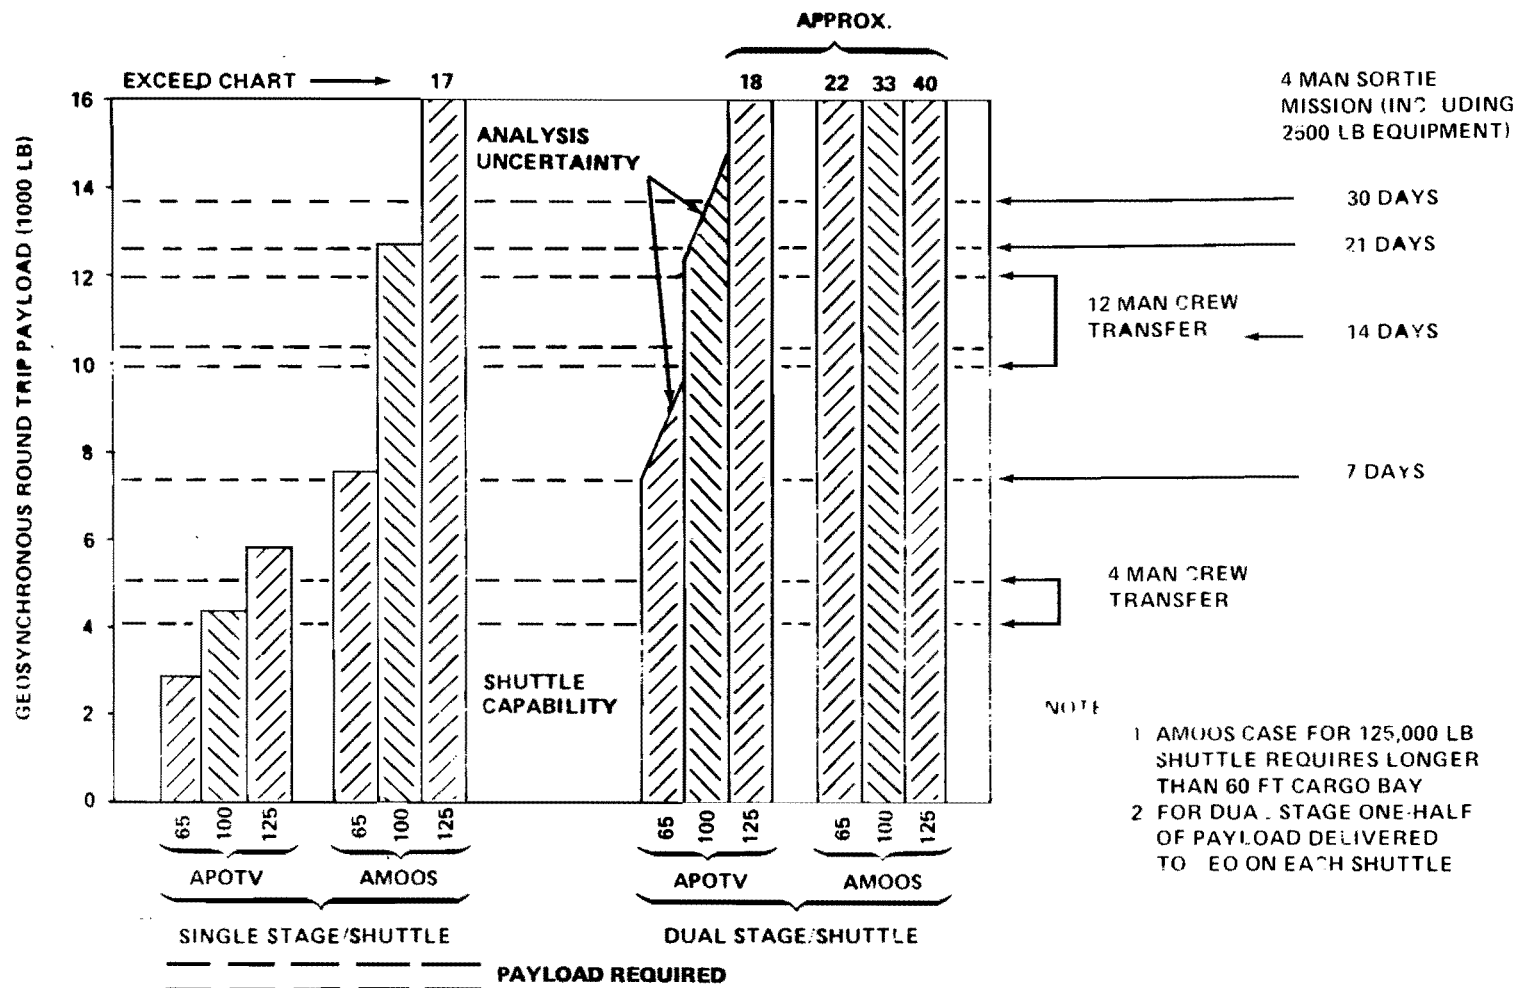 APPROX.
EXCEED CHART 17 18 22 33 40
4 MAN SORTIE
MISSION (INC UDING
2500 LB EQUIPMENT)
GEOSYNCHRONOUS ROUND TRIP PAYLOAD (1000 LB)
16
14
12
10
8
6
4
2
0
ANALYSIS
UNCERTAINTY
SHUTTLE
CAPABILITY
30 DAYS
21 DAYS
12 MAN CREW
TRANSFER
14 DAYS
7 DAYS
4 MAN CREW
TRANSFER
NOTE
1 AMOOS CASE FOR 125,000 LB
SHUTTLE REQUIRES LONGER
THAN 60 FT CARGO BAY
2 FOR DUA STAGE ONE-HALF
OF PAYLOAD DELIVERED
TO EO ON EACH SHUTTLE
65 100 125 65 100 125 65 100 125 65 100 125
APOTV AMOOS APOTV AMOOS
SINGLE STAGE/SHUTTLE DUAL STAGE/SHUTTLE
PAYLOAD REQUIRED